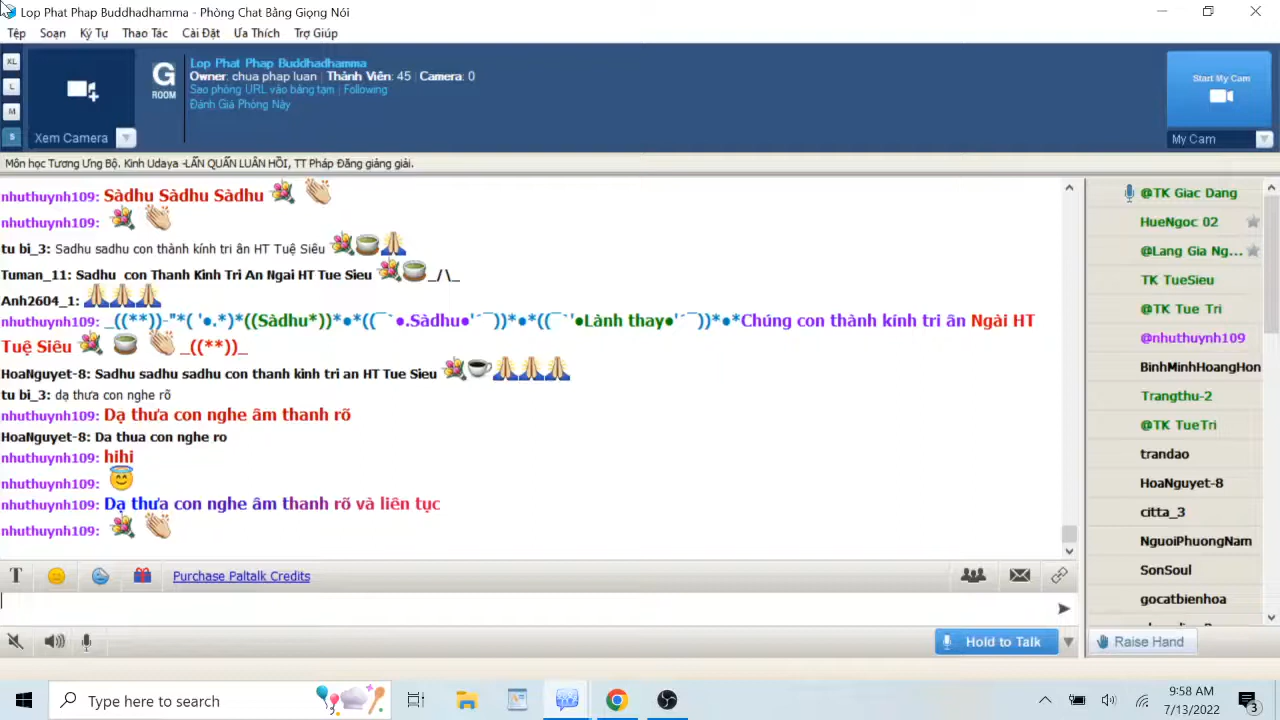 Lop Phat Phap Buddhadhamma - Phòng Chat Bằng Giọng Nói
Tệp Soạn Ký Tự Thao Tác Cài Đặt Ưa Thích Trợ Giúp
XL
L
M
S
Xem Camera
G
ROOM
Lop Phat Phap Buddhadhamma
Owner: chua phap luan | Thành Viên: 45 | Camera: 0
Sao phỏng URL vào bảng tạm | Following
Đánh Giá Phòng Này
Start My Cam
My Cam
Môn học Tương Ưng Bộ. Kinh Udaya -LẨN QUẨN LUÂN HỒI, TT Pháp Đăng giảng giải.
nhuthuynh109: Sàdhu Sàdhu Sàdhu
nhuthuynh109:
tu bi_3: Sadhu sadhu con thành kính tri ân HT Tuệ Siêu
Tuman_11: Sadhu con Thanh Kinh Tri An Ngai HT Tue Sieu _/\_
Anh2604_1:
nhuthuynh109: _((**))-"*( '●.*)*((Sàdhu*))*●*((¯`●.Sàdhu●'´¯))*●*((¯`'●Lành thay●'´¯))*●*Chúng con thành kính tri ân Ngài HT
Tuệ Siêu _((**))_
HoaNguyet-8: Sadhu sadhu sadhu con thanh kinh tri an HT Tue Sieu
tu bi_3: dạ thưa con nghe rõ
nhuthuynh109: Dạ thưa con nghe âm thanh rõ
HoaNguyet-8: Da thua con nghe ro
nhuthuynh109: hihi
nhuthuynh109:
nhuthuynh109: Dạ thưa con nghe âm thanh rõ và liên tục
nhuthuynh109:
@TK Giac Dang
HueNgoc 02
@Lang Gia Ng...
TK TueSieu
@TK Tue Tri
@nhuthuynh109
BinhMinhHoangHon
Trangthu-2
@TK TueTri
trandao
HoaNguyet-8
citta_3
NguoiPhuongNam
SonSoul
gocatbienhoa
T Purchase Paltalk Credits
Hold to Talk
Raise Hand
Type here to search
9:58 AM
7/13/2022
3